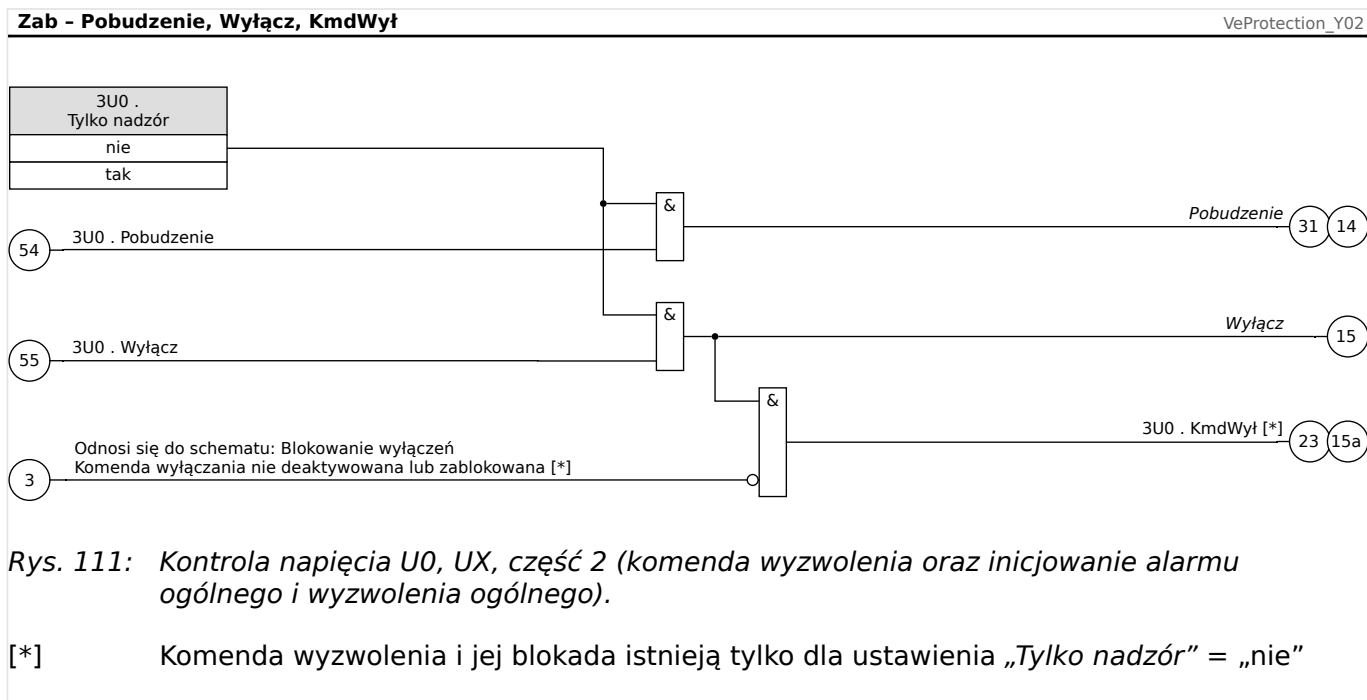 Zab – Pobudzenie, Wyłącz, KmdWył
VeProtection_Y02
3U0 .
Tylko nadzór
nie
tak
&
Pobudzenie
31 14
54
3U0 . Pobudzenie
&
Wyłącz
15
55
3U0 . Wyłącz
&
3U0 . KmdWył [*]
23 15a
Odnosi się do schematu: Blokowanie wyłączeń
Komenda wyłączania nie deaktywowana lub zablokowana [*]
3
Rys. 111: Kontrola napięcia U0, UX, część 2 (komenda wyzwolenia oraz inicjowanie alarmu
ogólnego i wyzwolenia ogólnego).
[*] Komenda wyzwolenia i jej blokada istnieją tylko dla ustawienia „Tylko nadzór” = „nie”